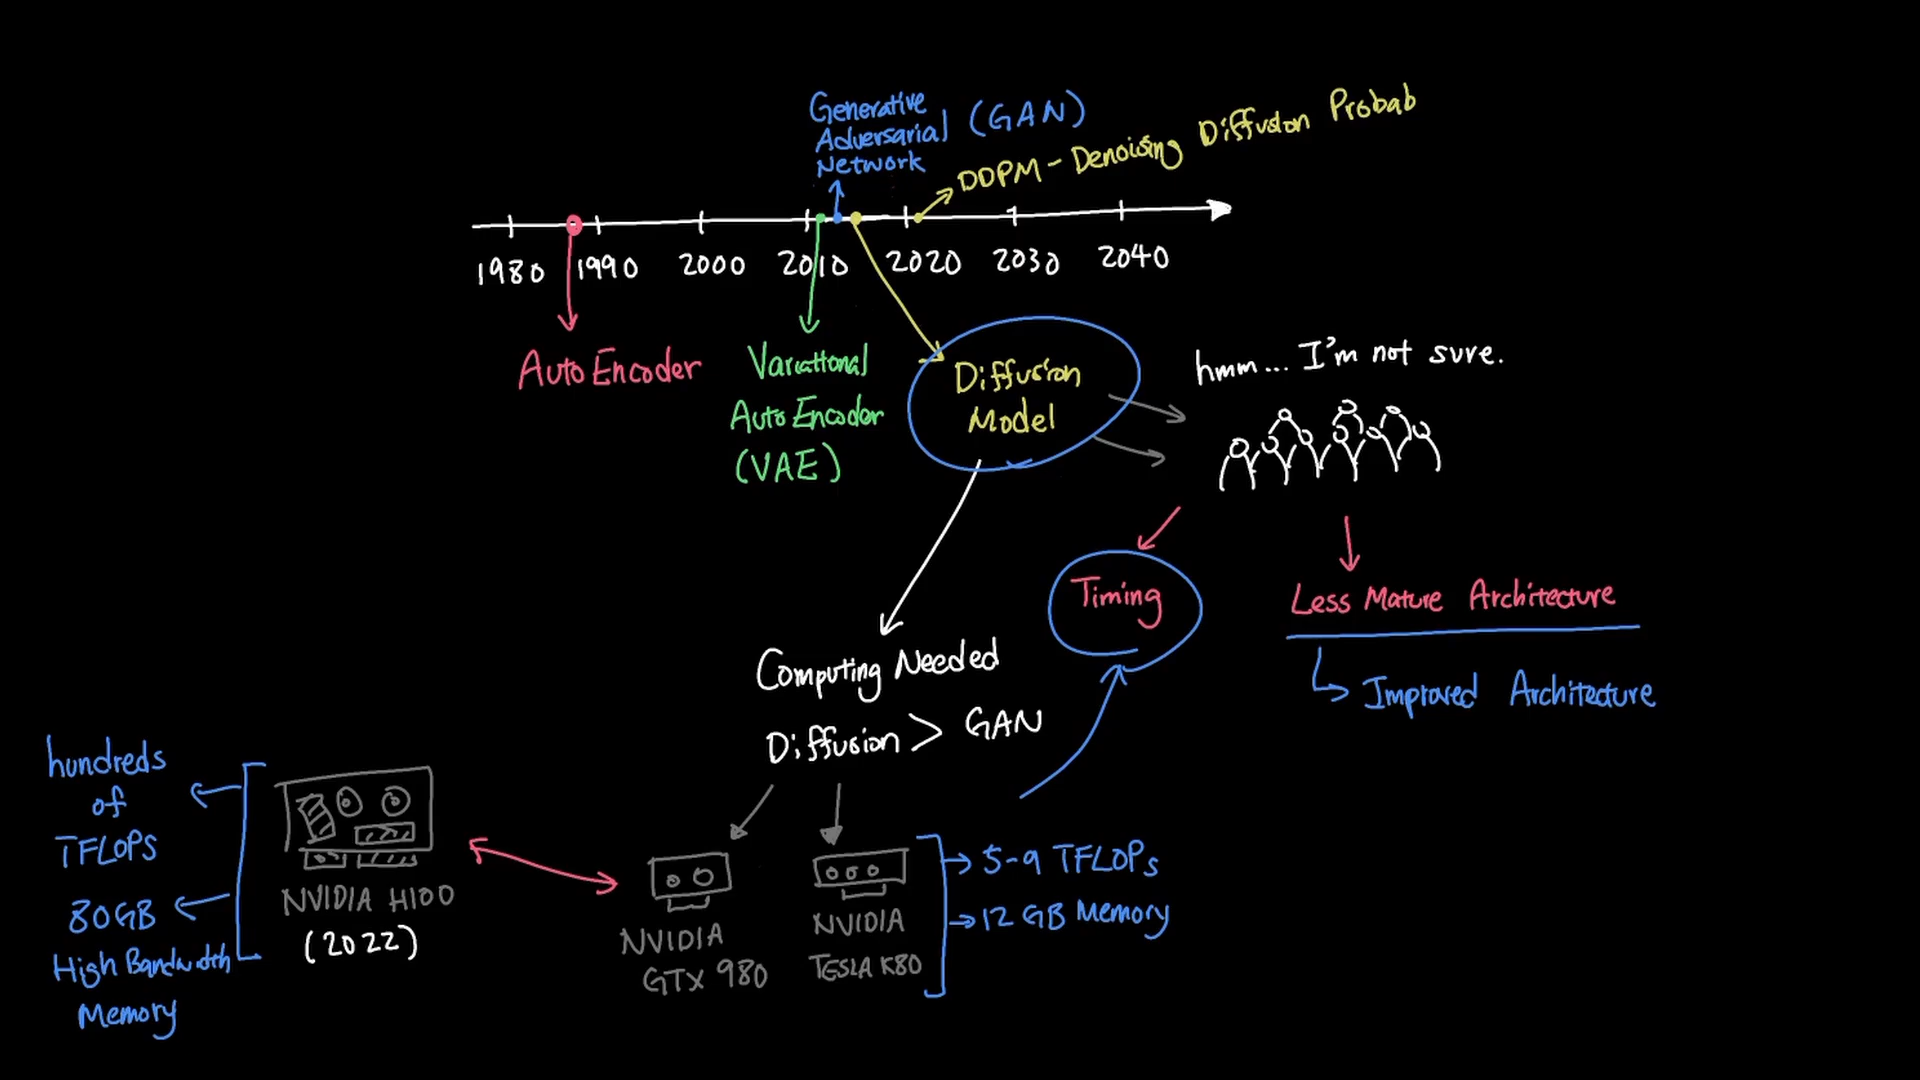 Generative
Adversarial (GAN)
Network
DDPM - Denoising Diffusion Probab
1980 1990 2000 2010 2020 2030 2040
Auto Encoder
Variational
Auto Encoder
(VAE)
Diffusion
Model
hmm... I'm not sure.
Timing
Less Mature Architecture
Improved Architecture
Computing Needed
Diffusion > GAN
hundreds
of
TFLOPS
80GB
High Bandwidth
Memory
NVIDIA H100
(2022)
NVIDIA
GTX 980
NVIDIA
TESLA K80
5-9 TFLOPs
12 GB Memory